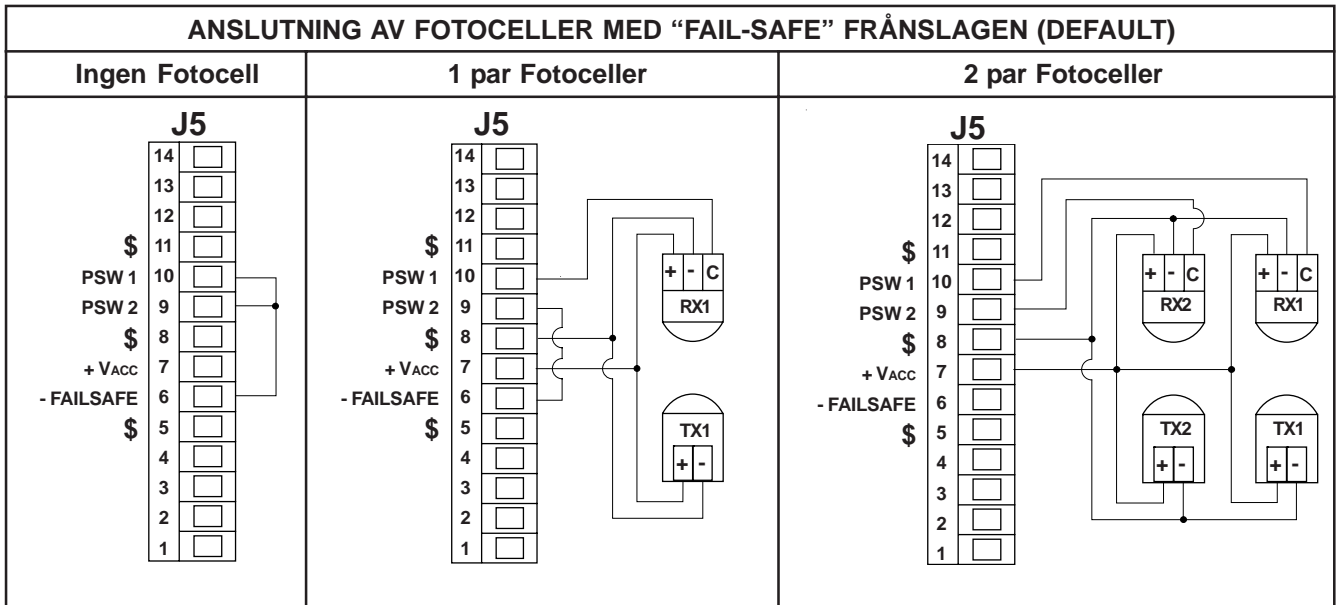 ANSLUTNING AV FOTOCELLER MED “FAIL-SAFE” FRÅNSLAGEN (DEFAULT)
Ingen Fotocell
J5
14
13
12
$ 11
PSW 1 10
PSW 2 9
$ 8
+ VACC 7
- FAILSAFE 6
$ 5
4
3
2
1
1 par Fotoceller
J5
14
13
12
$ 11
PSW 1 10
PSW 2 9
$ 8
+ VACC 7
- FAILSAFE 6
$ 5
4
3
2
1
+ - C
RX1
TX1
+ -
2 par Fotoceller
J5
14
13
12
$ 11
PSW 1 10
PSW 2 9
$ 8
+ VACC 7
- FAILSAFE 6
$ 5
4
3
2
1
+ - C
RX2
+ - C
RX1
TX2
+ -
TX1
+ -